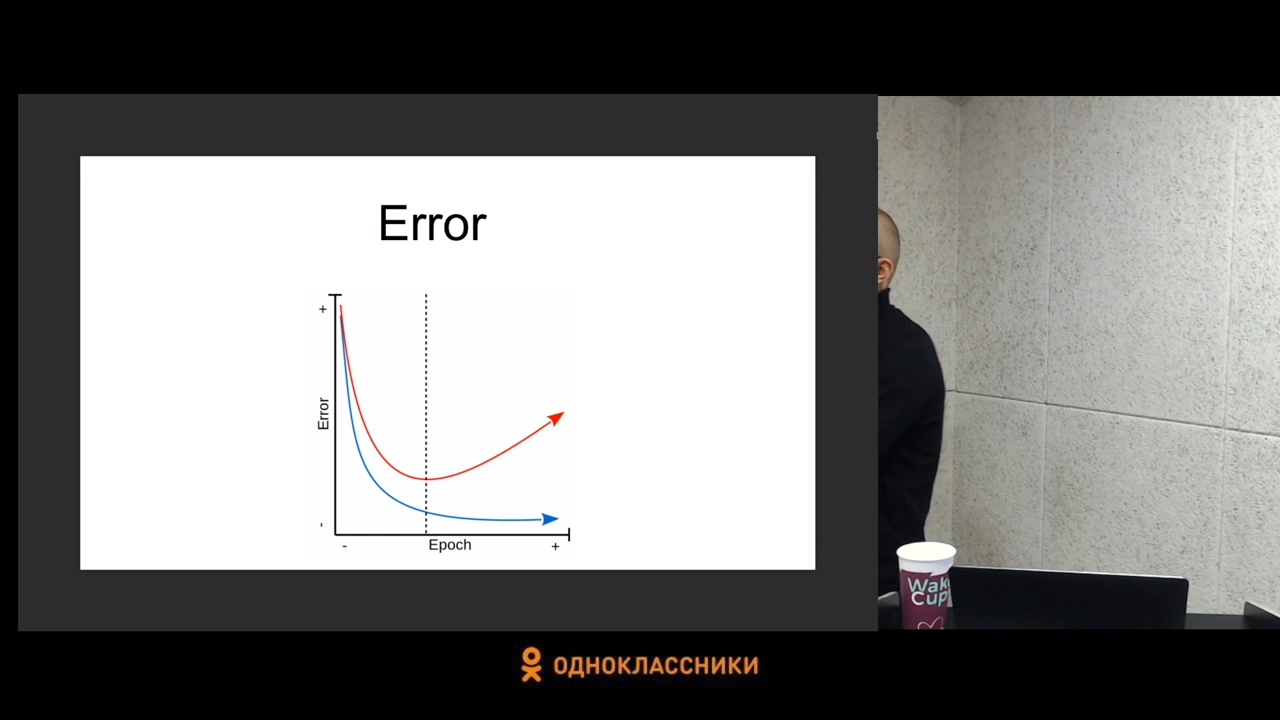 Error
+
Error
-
-
Epoch
+
Wake
Cup
ОДНОКЛАССНИКИ